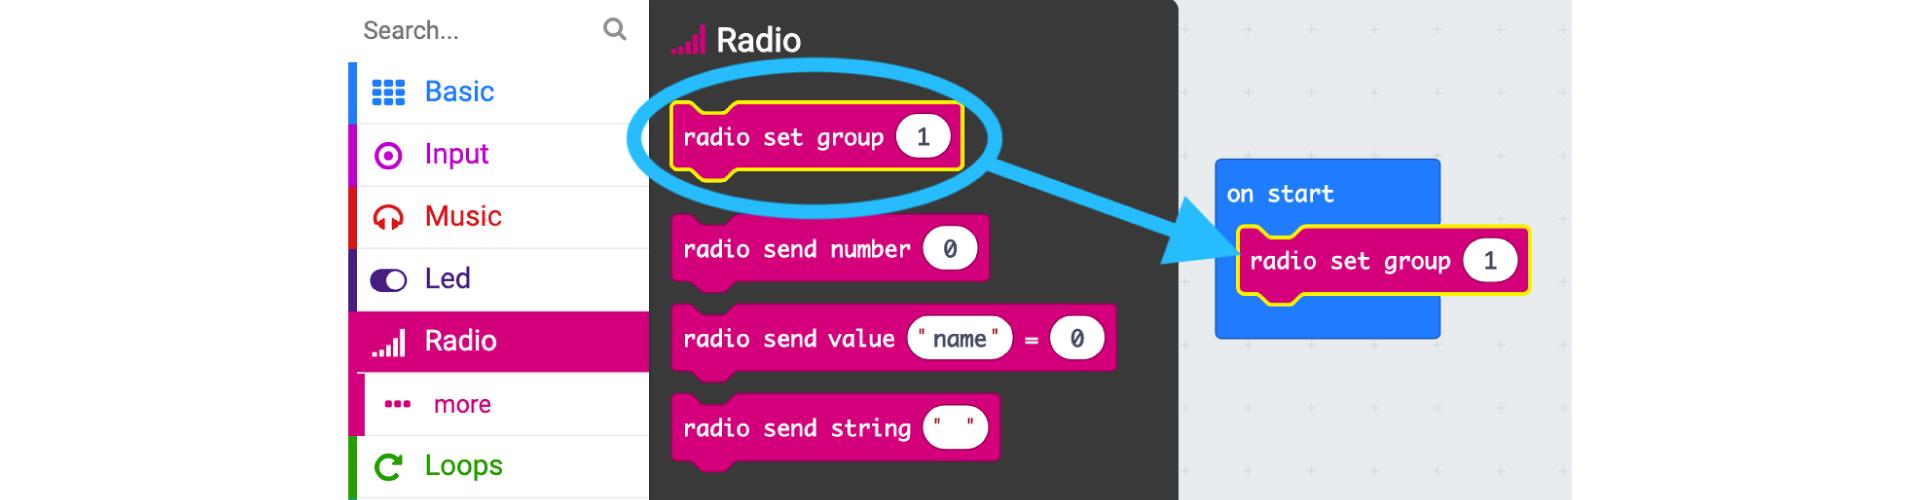 Search...
Basic
Input
Music
Led
Radio
more
Loops
Radio
radio set group 1
radio send number 0
radio send value "name" = 0
radio send string " "
on start
radio set group 1